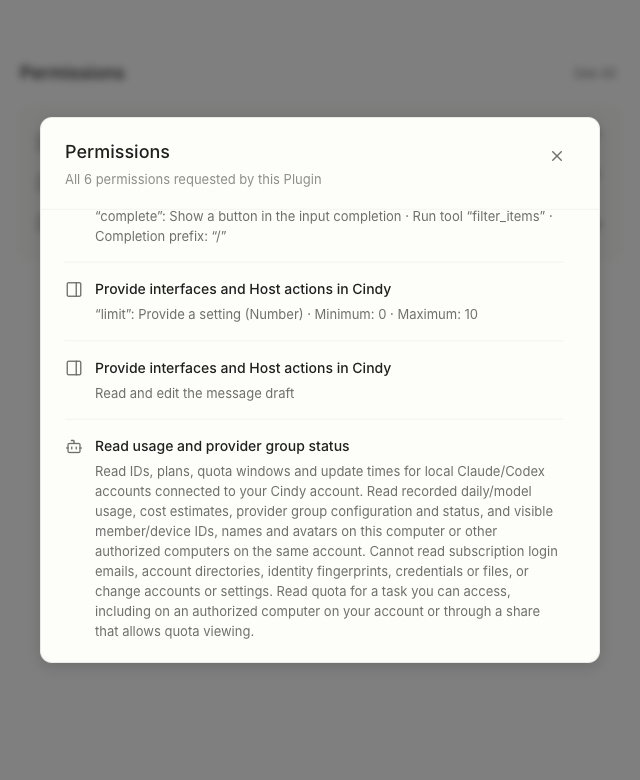 Permissions
See All
Permissions
All 6 permissions requested by this Plugin
“complete”: Show a button in the input completion · Run tool “filter_items” ·
Completion prefix: “/”
Provide interfaces and Host actions in Cindy
“limit”: Provide a setting (Number) · Minimum: 0 · Maximum: 10
Provide interfaces and Host actions in Cindy
Read and edit the message draft
Read usage and provider group status
Read IDs, plans, quota windows and update times for local Claude/Codex
accounts connected to your Cindy account. Read recorded daily/model
usage, cost estimates, provider group configuration and status, and visible
member/device IDs, names and avatars on this computer or other
authorized computers on the same account. Cannot read subscription login
emails, account directories, identity fingerprints, credentials or files, or
change accounts or settings. Read quota for a task you can access,
including on an authorized computer on your account or through a share
that allows quota viewing.